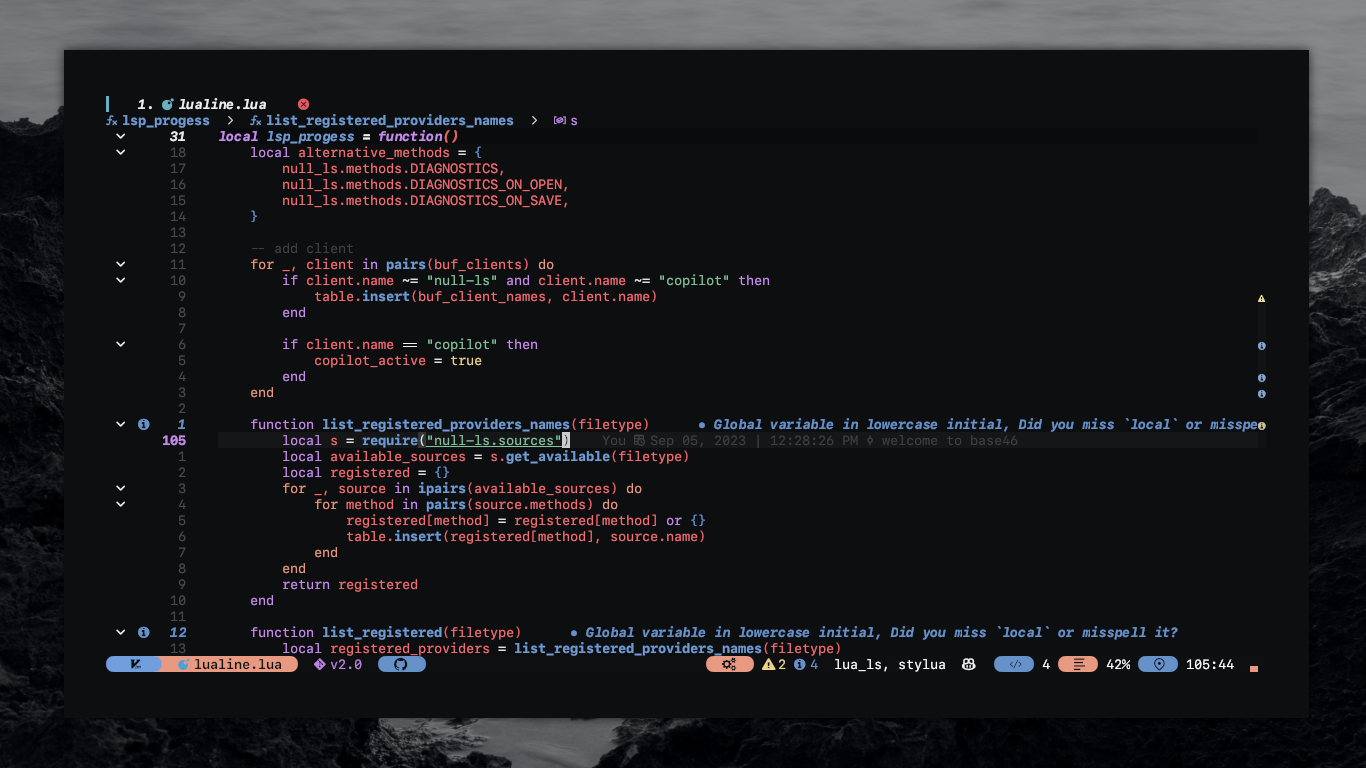 1. lualine.lua
lsp_progess > list_registered_providers_names > s
31 local lsp_progess = function()
18 local alternative_methods = {
17 null_ls.methods.DIAGNOSTICS,
16 null_ls.methods.DIAGNOSTICS_ON_OPEN,
15 null_ls.methods.DIAGNOSTICS_ON_SAVE,
14 }
13
12 -- add client
11 for _, client in pairs(buf_clients) do
10 if client.name ~= "null-ls" and client.name ~= "copilot" then
9 table.insert(buf_client_names, client.name)
8 end
7
6 if client.name == "copilot" then
5 copilot_active = true
4 end
3 end
2
1 function list_registered_providers_names(filetype) ● Global variable in lowercase initial, Did you miss `local` or misspe
105 local s = require("null-ls.sources") You Sep 05, 2023 | 12:28:26 PM welcome to base46
1 local available_sources = s.get_available(filetype)
2 local registered = {}
3 for _, source in ipairs(available_sources) do
4 for method in pairs(source.methods) do
5 registered[method] = registered[method] or {}
6 table.insert(registered[method], source.name)
7 end
8 end
9 return registered
10 end
11
12 function list_registered(filetype) ● Global variable in lowercase initial, Did you miss `local` or misspell it?
13 local registered_providers = list_registered_providers_names(filetype)
lualine.lua v2.0 2 4 lua_ls, stylua </> 4 42% 105:44